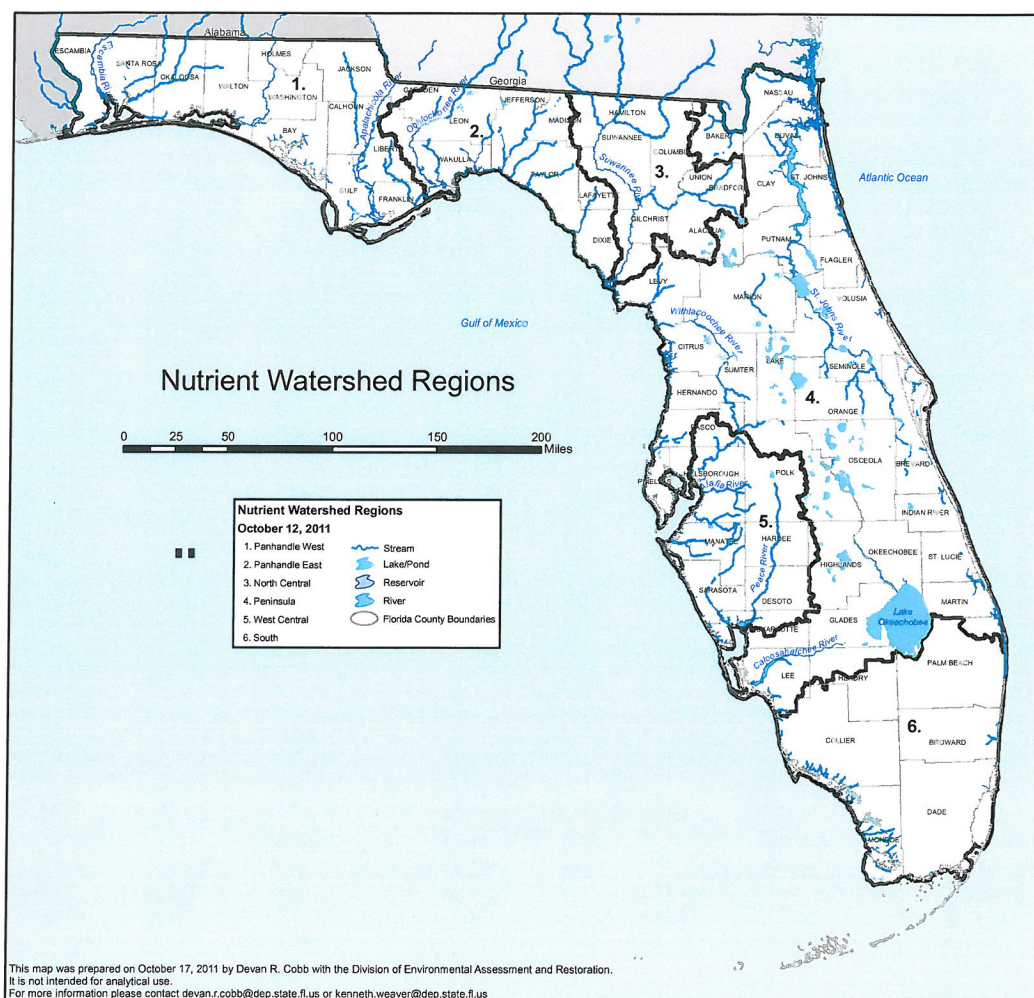 Alabama
ESCAMBIA
Escambia Ri
SANTA ROSA
OKALOOSA
HOLMES
WALTON
1.
WASHINGTON
JACKSON
CALHOUN
BAY
Apalachicola River
LIBERT
GULF
FRANKLIN
Georgia
GADSDEN
Ochlockonee River
LEON
JEFFERSON
2.
MADISON
WAKULLA
TAYLOR
LAFAYETT
DIXIE
HAMILTON
SUWANNEE
Suwannee Riv
COLUMBI
3.
BAKER
UNION
BRADFOR
GILCHRIST
ALACHUA
NASSAU
DUVAL
CLAY
ST. JOHNS
PUTNAM
FLAGLER
Atlantic Ocean
LEVY
MARION
VOLUSIA
St. Johns River
Gulf of Mexico
Withlacoochee River
CITRUS
SUMTER
LAKE
SEMINOLE
4.
HERNANDO
ORANGE
PASCO
OSCEOLA
BREVARD
HILLSBOROUGH
POLK
Alafia River
INDIAN RIVER
5.
MANATEE
HARDEE
OKEECHOBEE
ST. LUCIE
HIGHLANDS
Peace River
SARASOTA
DESOTO
MARTIN
GLADES
Lake
Okeechobee
Caloosahatchee River
LEE
HENDRY
PALM BEACH
6.
COLLIER
BROWARD
DADE
MONROE
Nutrient Watershed Regions
0 25 50 100 150 200
Miles
Nutrient Watershed Regions
October 12, 2011
1. Panhandle West
2. Panhandle East
3. North Central
4. Peninsula
5. West Central
6. South
Stream
Lake/Pond
Reservoir
River
Florida County Boundaries
This map was prepared on October 17, 2011 by Devan R. Cobb with the Division of Environmental Assessment and Restoration.
It is not intended for analytical use.
For more information please contact devan.r.cobb@dep.state.fl.us or kenneth.weaver@dep.state.fl.us